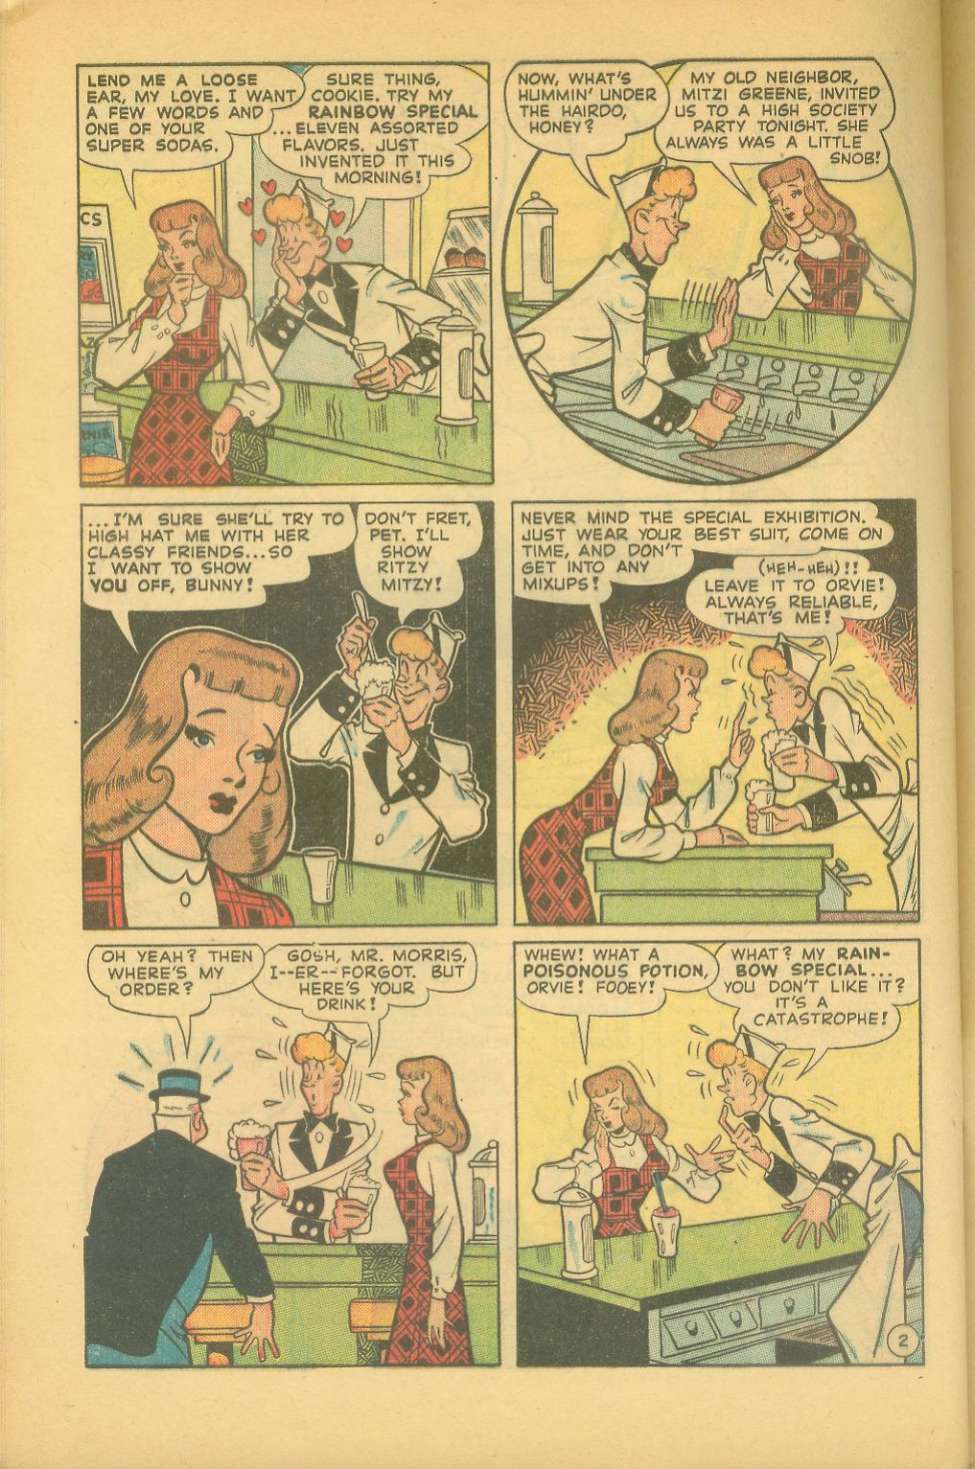 LEND ME A LOOSE
EAR, MY LOVE. I WANT
A FEW WORDS AND
ONE OF YOUR
SUPER SODAS.
SURE THING,
COOKIE. TRY MY
RAINBOW SPECIAL
...ELEVEN ASSORTED
FLAVORS. JUST
INVENTED IT THIS
MORNING!
CS
NOW, WHAT'S
HUMMIN' UNDER
THE HAIRDO,
HONEY?
MY OLD NEIGHBOR,
MITZI GREENE, INVITED
US TO A HIGH SOCIETY
PARTY TONIGHT. SHE
ALWAYS WAS A LITTLE
SNOB!
...I'M SURE SHE'LL TRY TO
HIGH HAT ME WITH HER
CLASSY FRIENDS...SO
I WANT TO SHOW
YOU OFF, BUNNY!
DON'T FRET,
PET. I'LL
SHOW
RITZY
MITZY!
NEVER MIND THE SPECIAL EXHIBITION.
JUST WEAR YOUR BEST SUIT, COME ON
TIME, AND DON'T
GET INTO ANY
MIXUPS!
(HEH-HEH)!!
LEAVE IT TO ORVIE!
ALWAYS RELIABLE,
THAT'S ME!
OH YEAH? THEN
WHERE'S MY
ORDER?
GOSH, MR. MORRIS,
I--ER--FORGOT. BUT
HERE'S YOUR
DRINK!
WHEW! WHAT A
POISONOUS POTION,
ORVIE! FOOEY!
WHAT? MY RAIN-
BOW SPECIAL...
YOU DON'T LIKE IT?
IT'S A
CATASTROPHE!
2